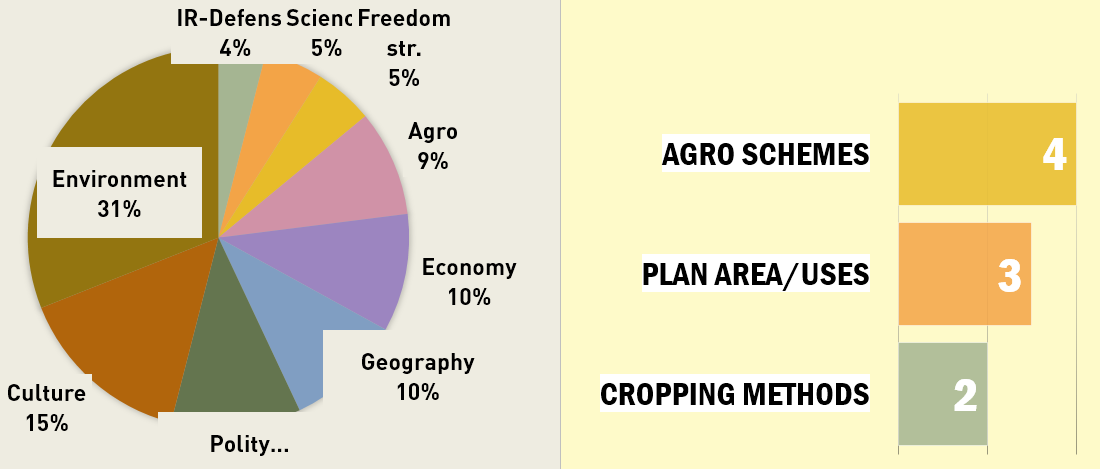 IR-Defens
4%
Scienc
5%
Freedom
str.
5%
Agro
9%
Economy
10%
Geography
10%
Polity...
Culture
15%
Environment
31%
AGRO SCHEMES
4
PLAN AREA/USES
3
CROPPING METHODS
2